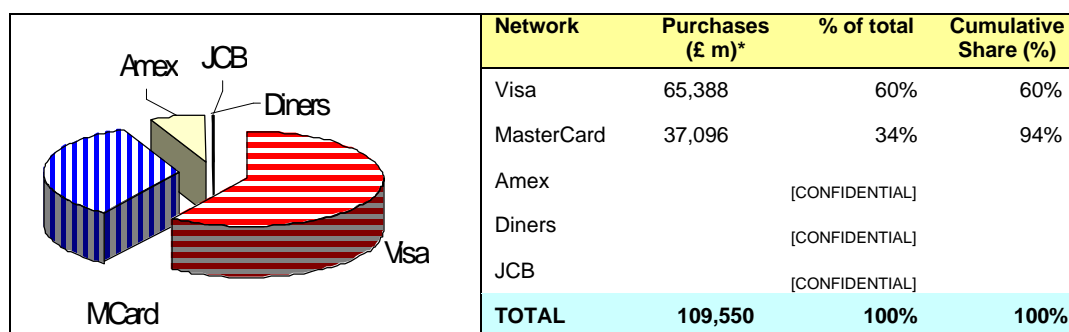 Amex
JCB
Diners
Visa
MCard
Network Purchases (£ m)* % of total Cumulative Share (%)
Visa 65,388 60% 60%
MasterCard 37,096 34% 94%
Amex [CONFIDENTIAL]
Diners [CONFIDENTIAL]
JCB [CONFIDENTIAL]
TOTAL 109,550 100% 100%